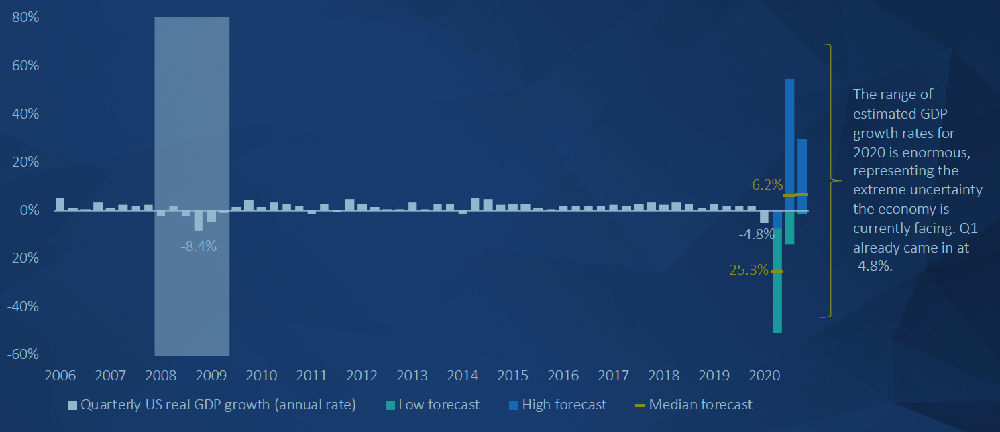 80%
60%
40%
20%
0%
-20%
-40%
-60%
-8.4%
-4.8%
6.2%
-25.3%
The range of
estimated GDP
growth rates for
2020 is enormous,
representing the
extreme uncertainty
the economy is
currently facing. Q1
already came in at
-4.8%.
2006 2007 2008 2009 2010 2011 2012 2013 2014 2015 2016 2017 2018 2019 2020
Quarterly US real GDP growth (annual rate) Low forecast High forecast Median forecast